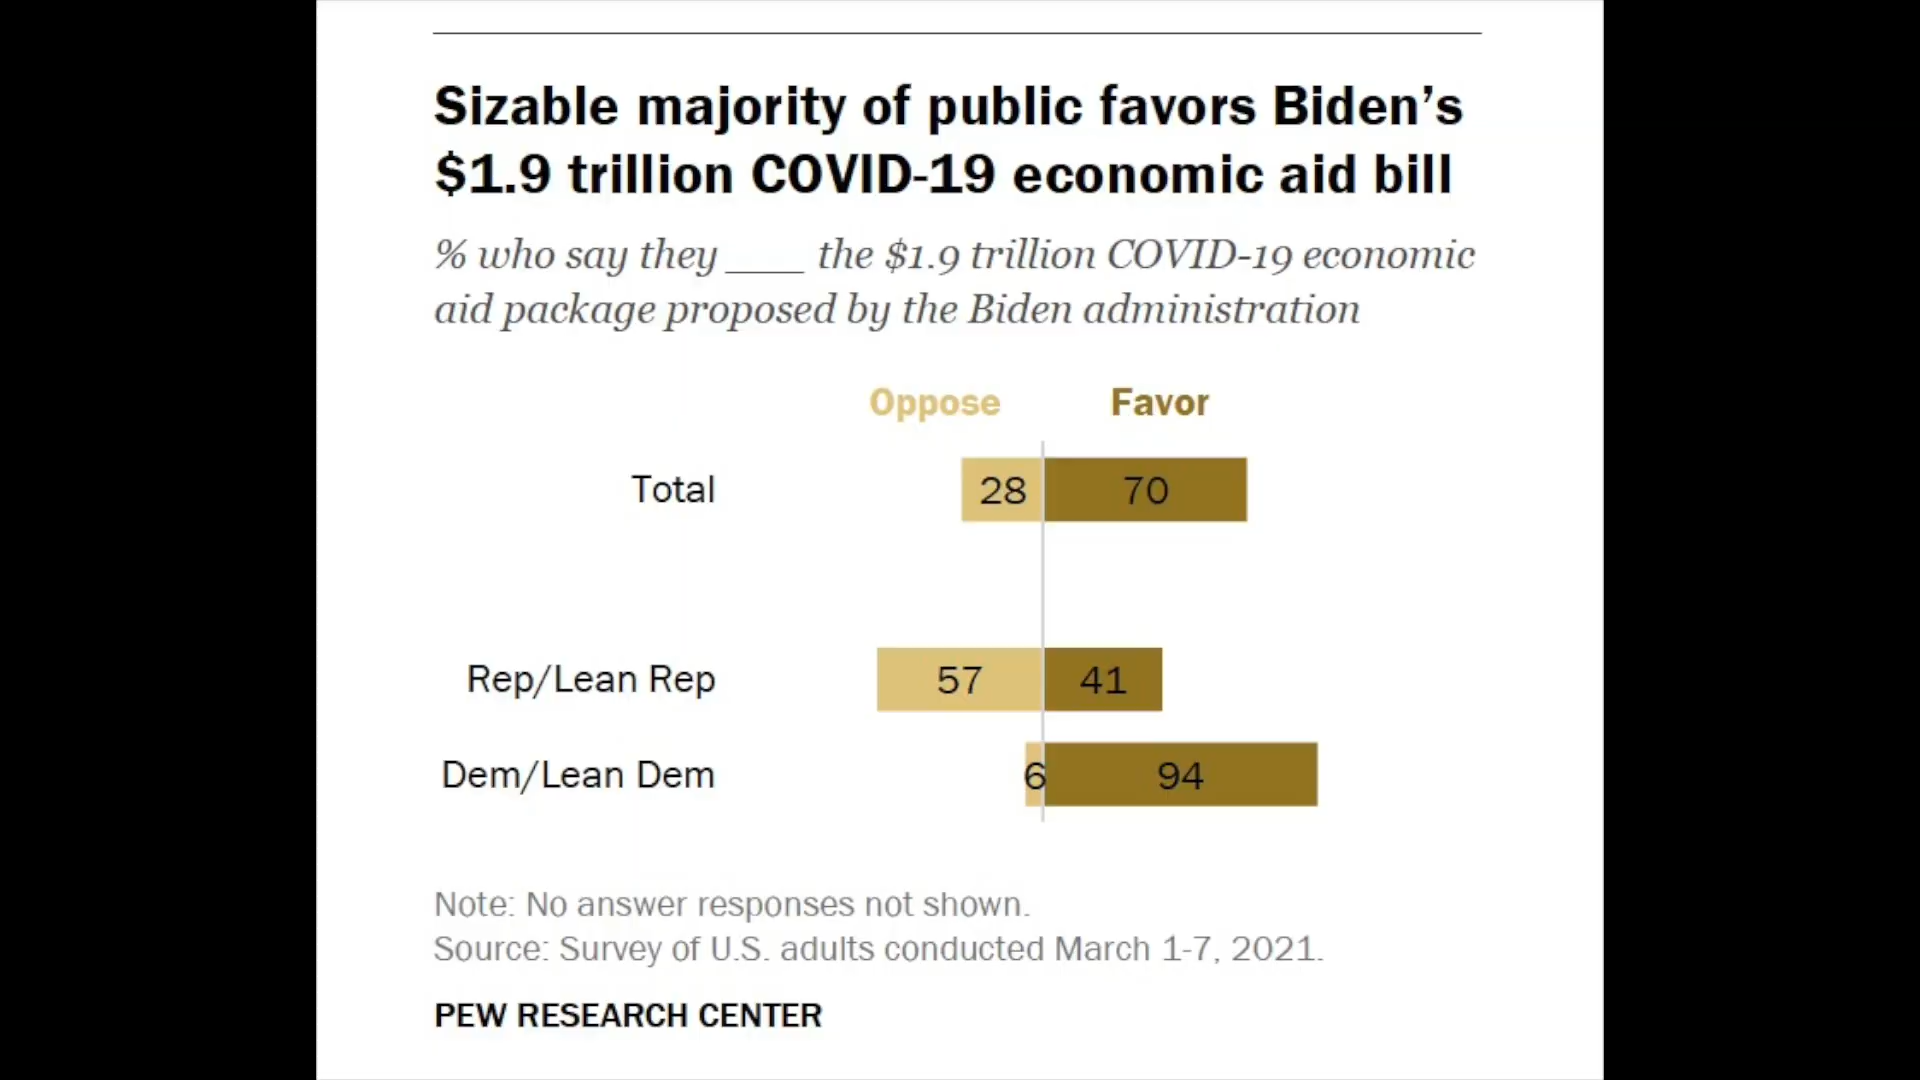 Sizable majority of public favors Biden’s
$1.9 trillion COVID-19 economic aid bill
% who say they ____ the $1.9 trillion COVID-19 economic
aid package proposed by the Biden administration
Oppose Favor
Total 28 70
Rep/Lean Rep 57 41
Dem/Lean Dem 6 94
Note: No answer responses not shown.
Source: Survey of U.S. adults conducted March 1-7, 2021.
PEW RESEARCH CENTER